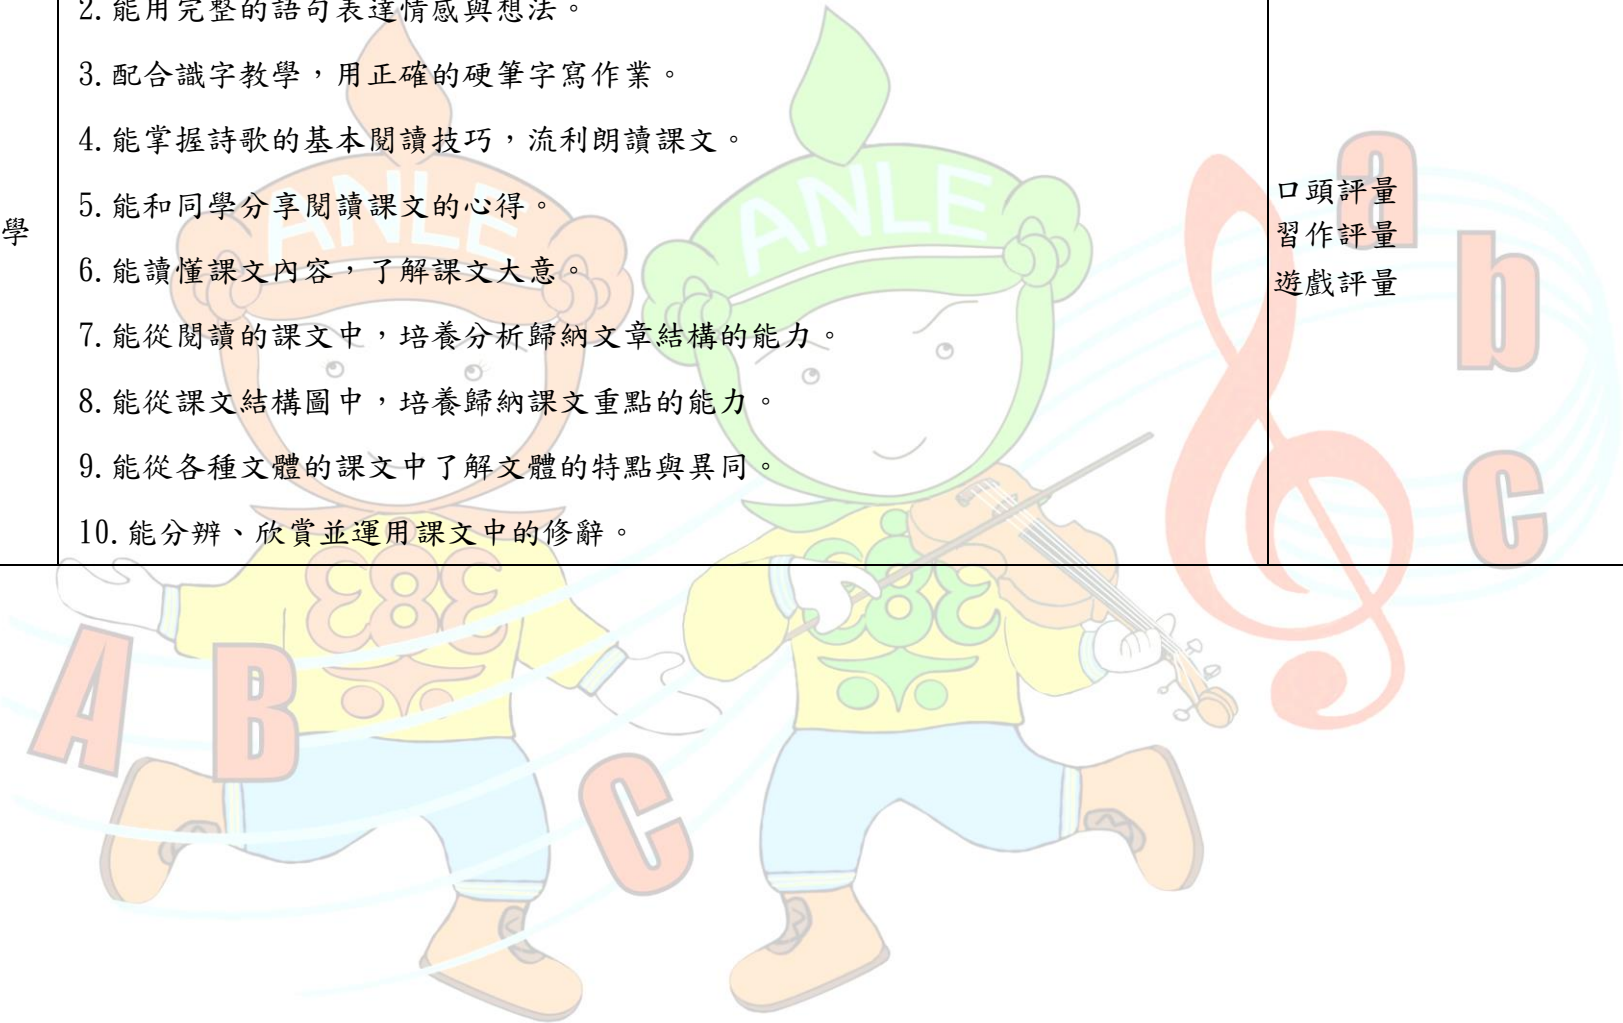 2.能用完整的語句表達情感與想法。
3.配合識字教學,用正確的硬筆字寫作業。
4.能掌握詩歌的基本閱讀技巧,流利朗讀課文。
5.能和同學分享閱讀課文的心得。
6.能讀懂課文內容,了解課文大意。
7.能從閱讀的課文中,培養分析歸納文章結構的能力。
8.能從課文結構圖中,培養歸納課文重點的能力。
9.能從各種文體的課文中了解文體的特點與異同。
10.能分辨、欣賞並運用課文中的修辭。
學
口頭評量
習作評量
遊戲評量
ANLE
ANLE
a
b
c
A
B
C